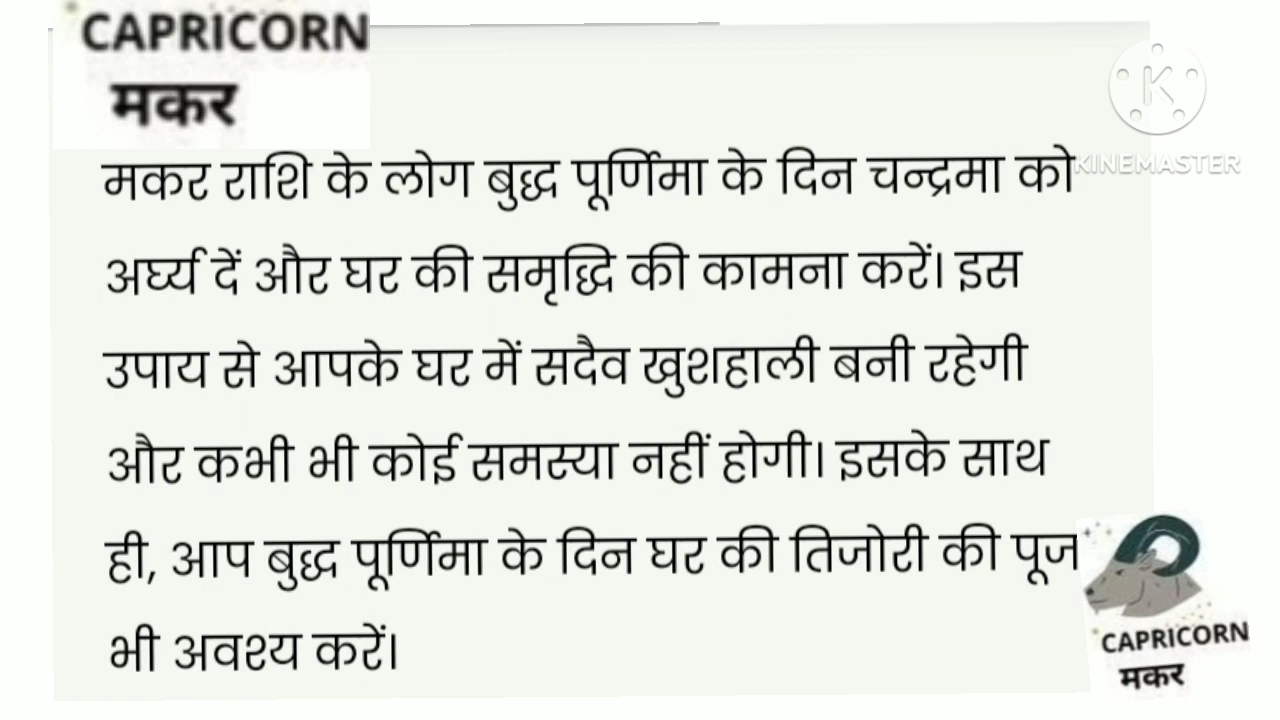 CAPRICORN
मकर
KINEMASTER
मकर राशि के लोग बुद्ध पूर्णिमा के दिन चन्द्रमा को
अर्घ्य दें और घर की समृद्धि की कामना करें। इस
उपाय से आपके घर में सदैव खुशहाली बनी रहेगी
और कभी भी कोई समस्या नहीं होगी। इसके साथ
ही, आप बुद्ध पूर्णिमा के दिन घर की तिजोरी की पूज
भी अवश्य करें।
CAPRICORN
मकर